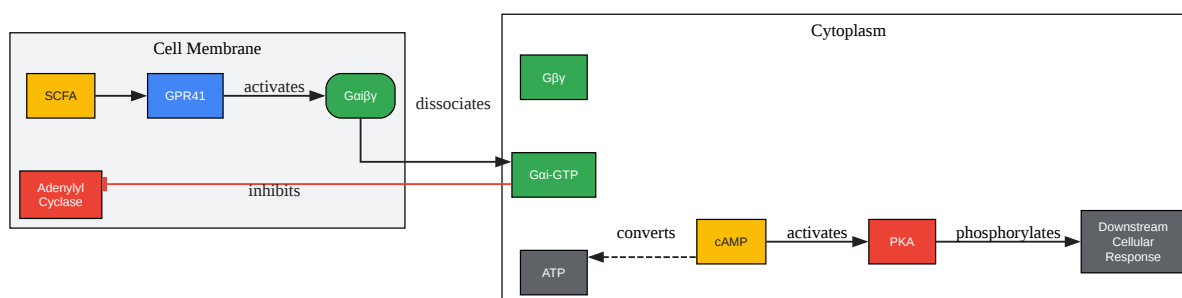 Cell Membrane
SCFA
GPR41
activates
Gαiβγ
Adenylyl
Cyclase
inhibits
dissociates
Cytoplasm
Gβγ
Gαi-GTP
ATP
converts
cAMP
activates
PKA
phosphorylates
Downstream
Cellular
Response